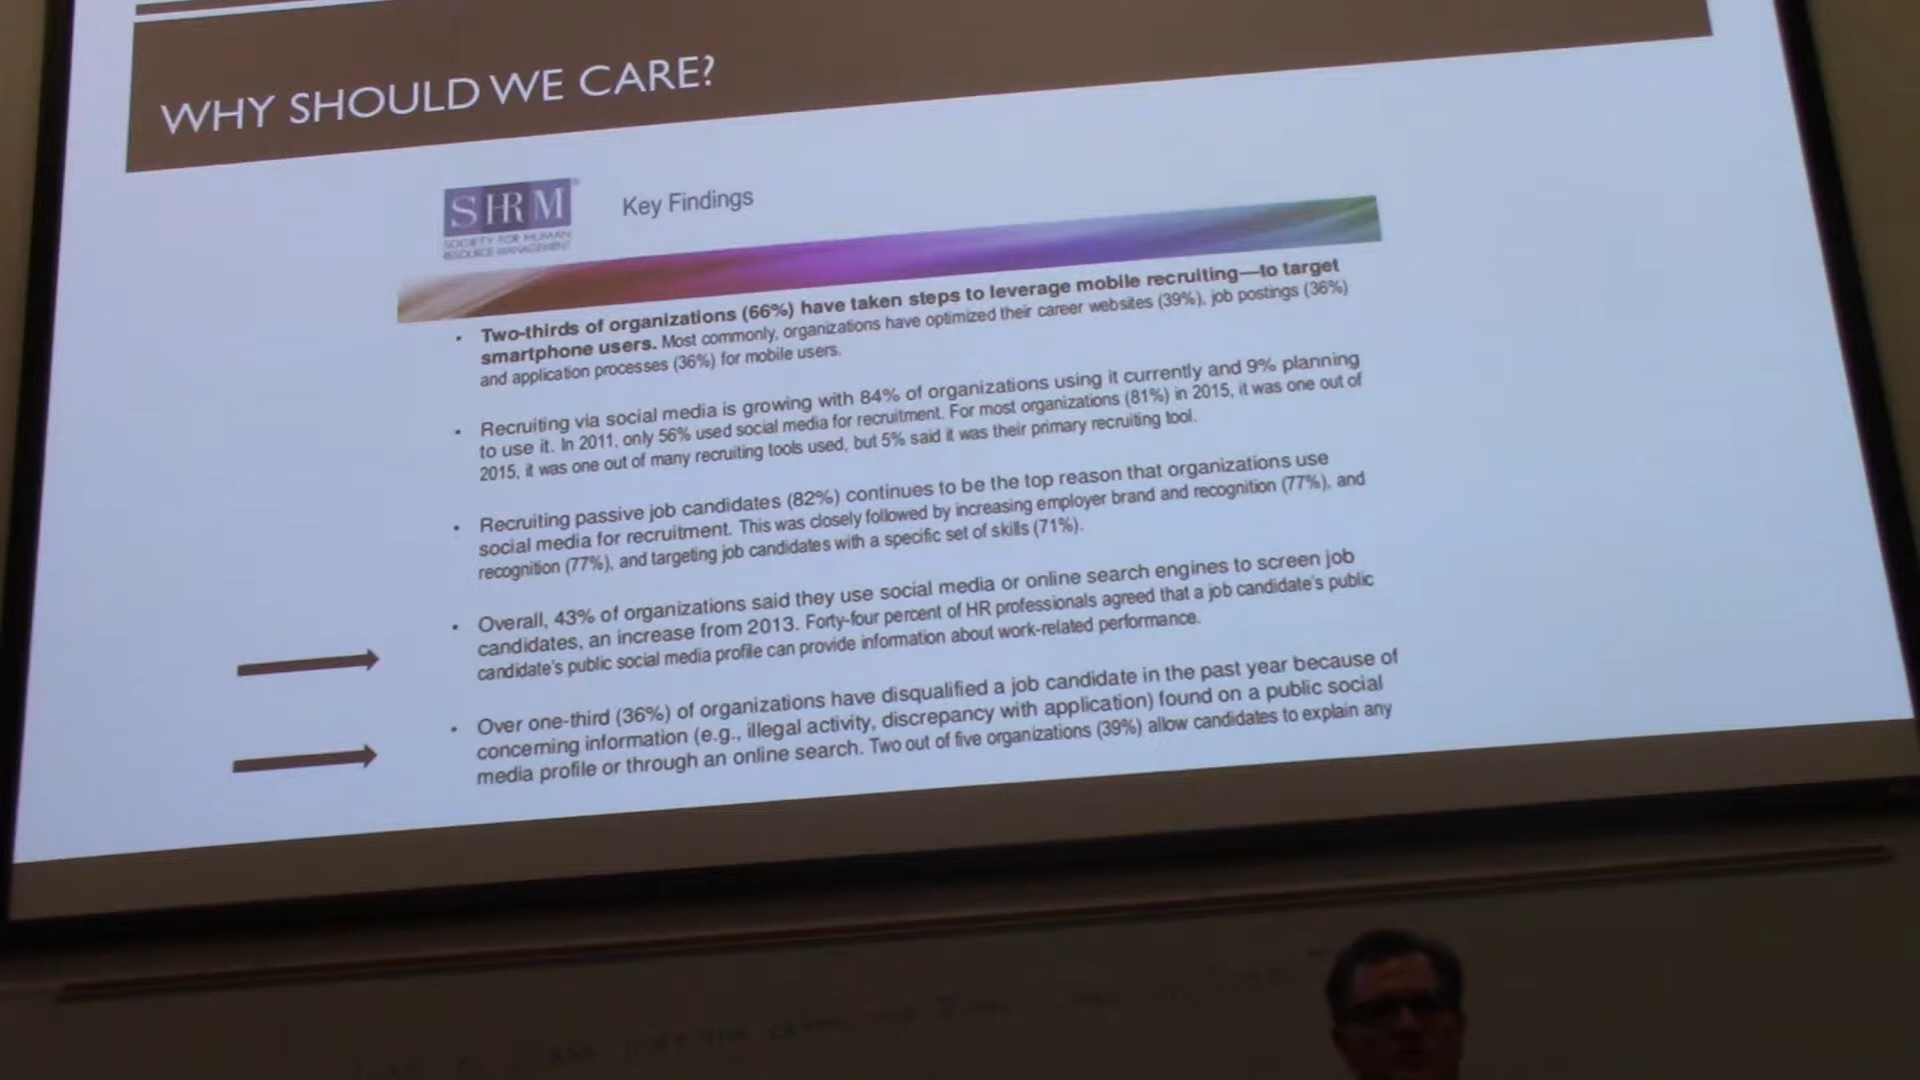 WHY SHOULD WE CARE?
SHRM®
SOCIETY FOR HUMAN
RESOURCE MANAGEMENT
Key Findings
• Two-thirds of organizations (66%) have taken steps to leverage mobile recruiting—to target
smartphone users. Most commonly, organizations have optimized their career websites (39%), job postings (36%)
and application processes (36%) for mobile users.
• Recruiting via social media is growing with 84% of organizations using it currently and 9% planning
to use it. In 2011, only 56% used social media for recruitment. For most organizations (81%) in 2015, it was one out of
2015, it was one out of many recruiting tools used, but 5% said it was their primary recruiting tool.
• Recruiting passive job candidates (82%) continues to be the top reason that organizations use
social media for recruitment. This was closely followed by increasing employer brand and recognition (77%), and
recognition (77%), and targeting job candidates with a specific set of skills (71%).
• Overall, 43% of organizations said they use social media or online search engines to screen job
candidates, an increase from 2013. Forty-four percent of HR professionals agreed that a job candidate's public
candidate's public social media profile can provide information about work-related performance.
• Over one-third (36%) of organizations have disqualified a job candidate in the past year because of
concerning information (e.g., illegal activity, discrepancy with application) found on a public social
media profile or through an online search. Two out of five organizations (39%) allow candidates to explain any